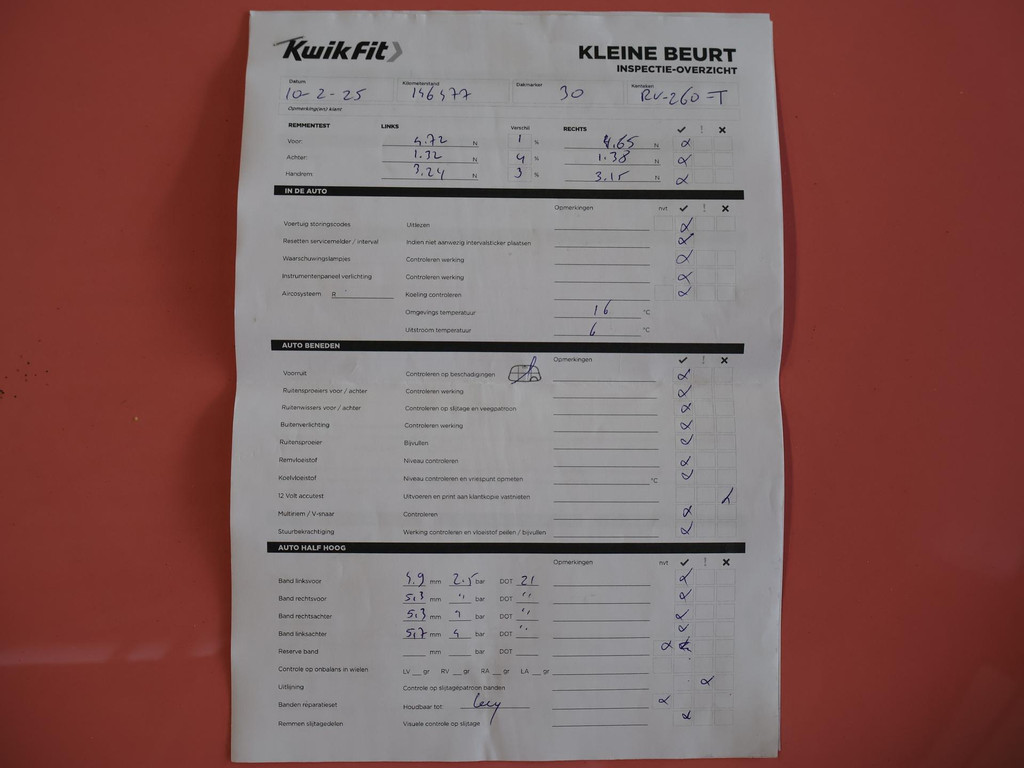 KwikFit
KLEINE BEURT
INSPECTIE-OVERZICHT
Datum Kilometerstand Dakmarker Kenteken
10-2-25 146477 30 RV-260-T
Opmerking(en) klant
REMMENTEST LINKS Verschil RECHTS ✓ ! ✗
Voor: 4.72 N 1 % 4.65 N
Achter: 1.32 N 4 % 1.38 N
Handrem 3.24 N 3 % 3.15 N
IN DE AUTO
Opmerkingen nvt ✓ ! ✗
Voertuig storingscodes Uitlezen
Resetten servicemelder / interval Indien niet aanwezig intervalsticker plaatsen
Waarschuwingslampjes Controleren werking
Instrumentenpaneel verlichting Controleren werking
Aircosysteem R Koeling controleren
Omgevings temperatuur 16 °C
Uitstroom temperatuur 6 °C
AUTO BENEDEN
Opmerkingen ✓ ! ✗
Voorruit Controleren op beschadigingen
Ruitensproeiers voor / achter Controleren werking
Ruitenwissers voor / achter Controleren op slijtage en veegpatroon
Buitenverlichting Controleren werking
Ruitensproeier Bijvullen
Remvloeistof Niveau controleren
Koelvloeistof Niveau controleren en vriespunt opmeten °C
12 Volt accutest Uitvoeren en print aan klantkopie vastnieten
Multiriem / V-snaar Controleren
Stuurbekrachtiging Werking controleren en vloeistof peilen / bijvullen
AUTO HALF HOOG
Opmerkingen nvt ✓ ! ✗
Band linksvoor 4.9 mm 2.5 bar DOT 21
Band rechtsvoor 5,3 mm " bar DOT "
Band rechtsachter 5,3 mm " bar DOT "
Band linksachter 5,7 mm " bar DOT "
Reserve band mm bar DOT
Controle op onbalans in wielen LV gr RV gr RA gr LA gr
Uitlijning Controle op slijtagepatroon banden
Banden reparatieset Houdbaar tot:
Remmen slijtagedelen Visuele controle op slijtage